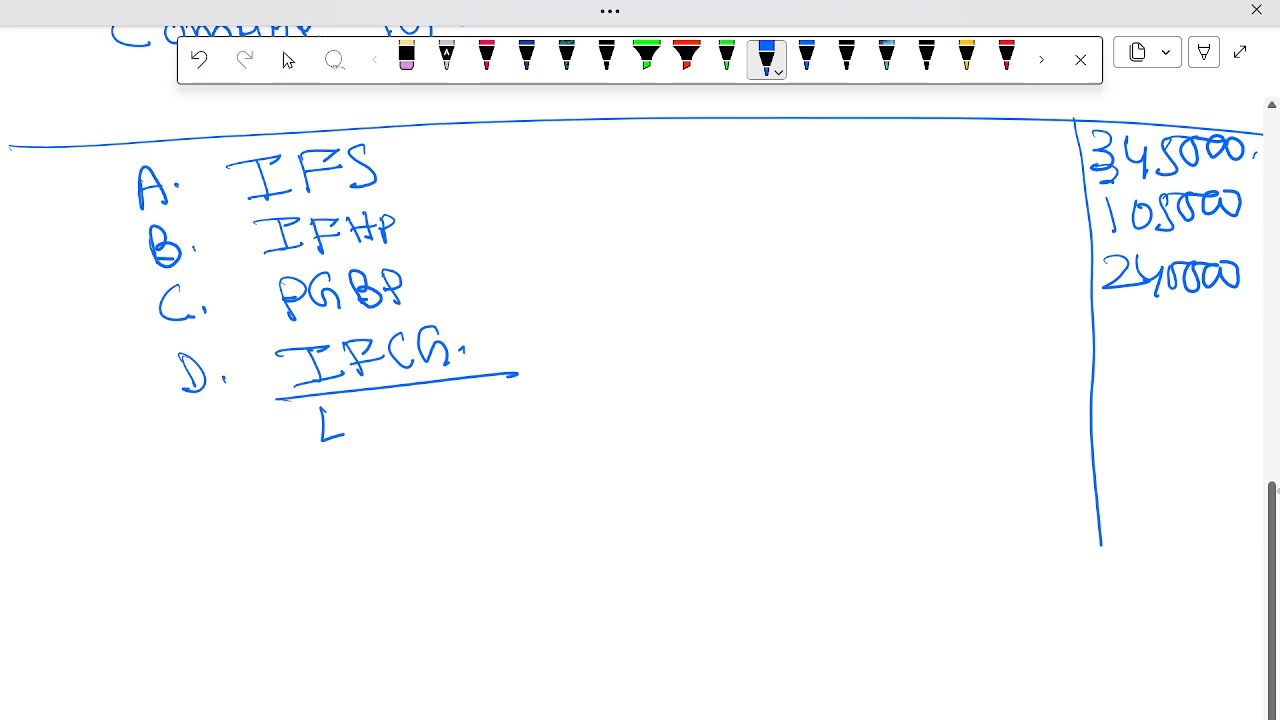 A. IFS 345000.
B. IFHP 105000
C. PGBP 240000
D. IFCG.
L